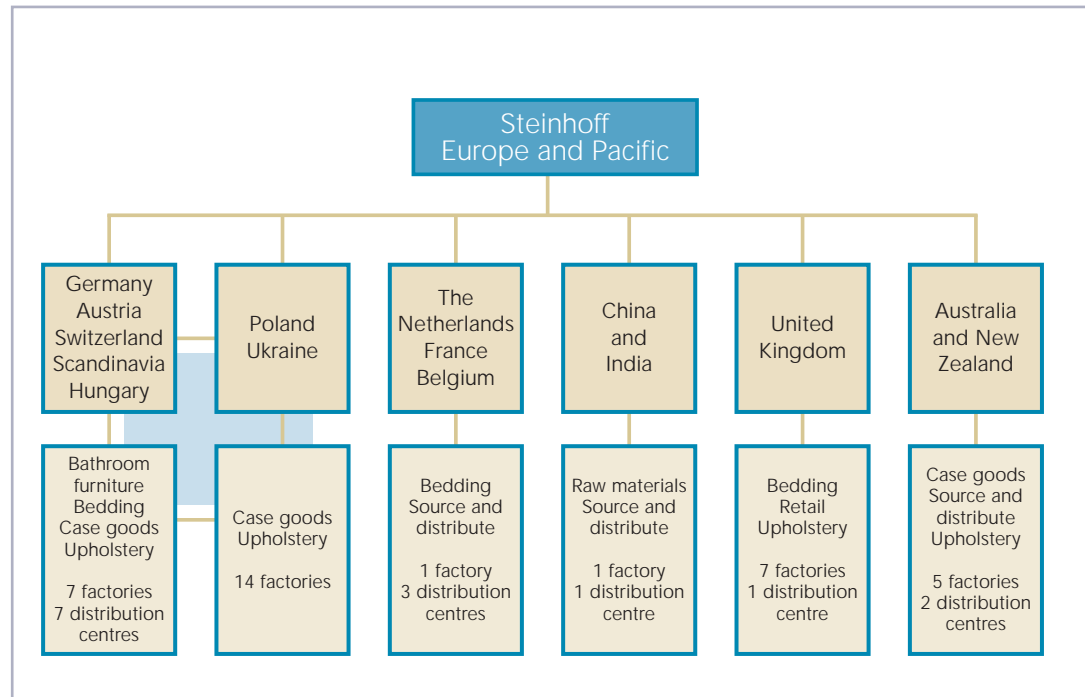 Steinhoff
Europe and Pacific
Germany
Austria
Switzerland
Scandinavia
Hungary
Poland
Ukraine
The
Netherlands
France
Belgium
China
and
India
United
Kingdom
Australia
and New
Zealand
Bathroom
furniture
Bedding
Case goods
Upholstery
7 factories
7 distribution
centres
Case goods
Upholstery
14 factories
Bedding
Source and
distribute
1 factory
3 distribution
centres
Raw materials
Source and
distribute
1 factory
1 distribution
centre
Bedding
Retail
Upholstery
7 factories
1 distribution
centre
Case goods
Source and
distribute
Upholstery
5 factories
2 distribution
centres